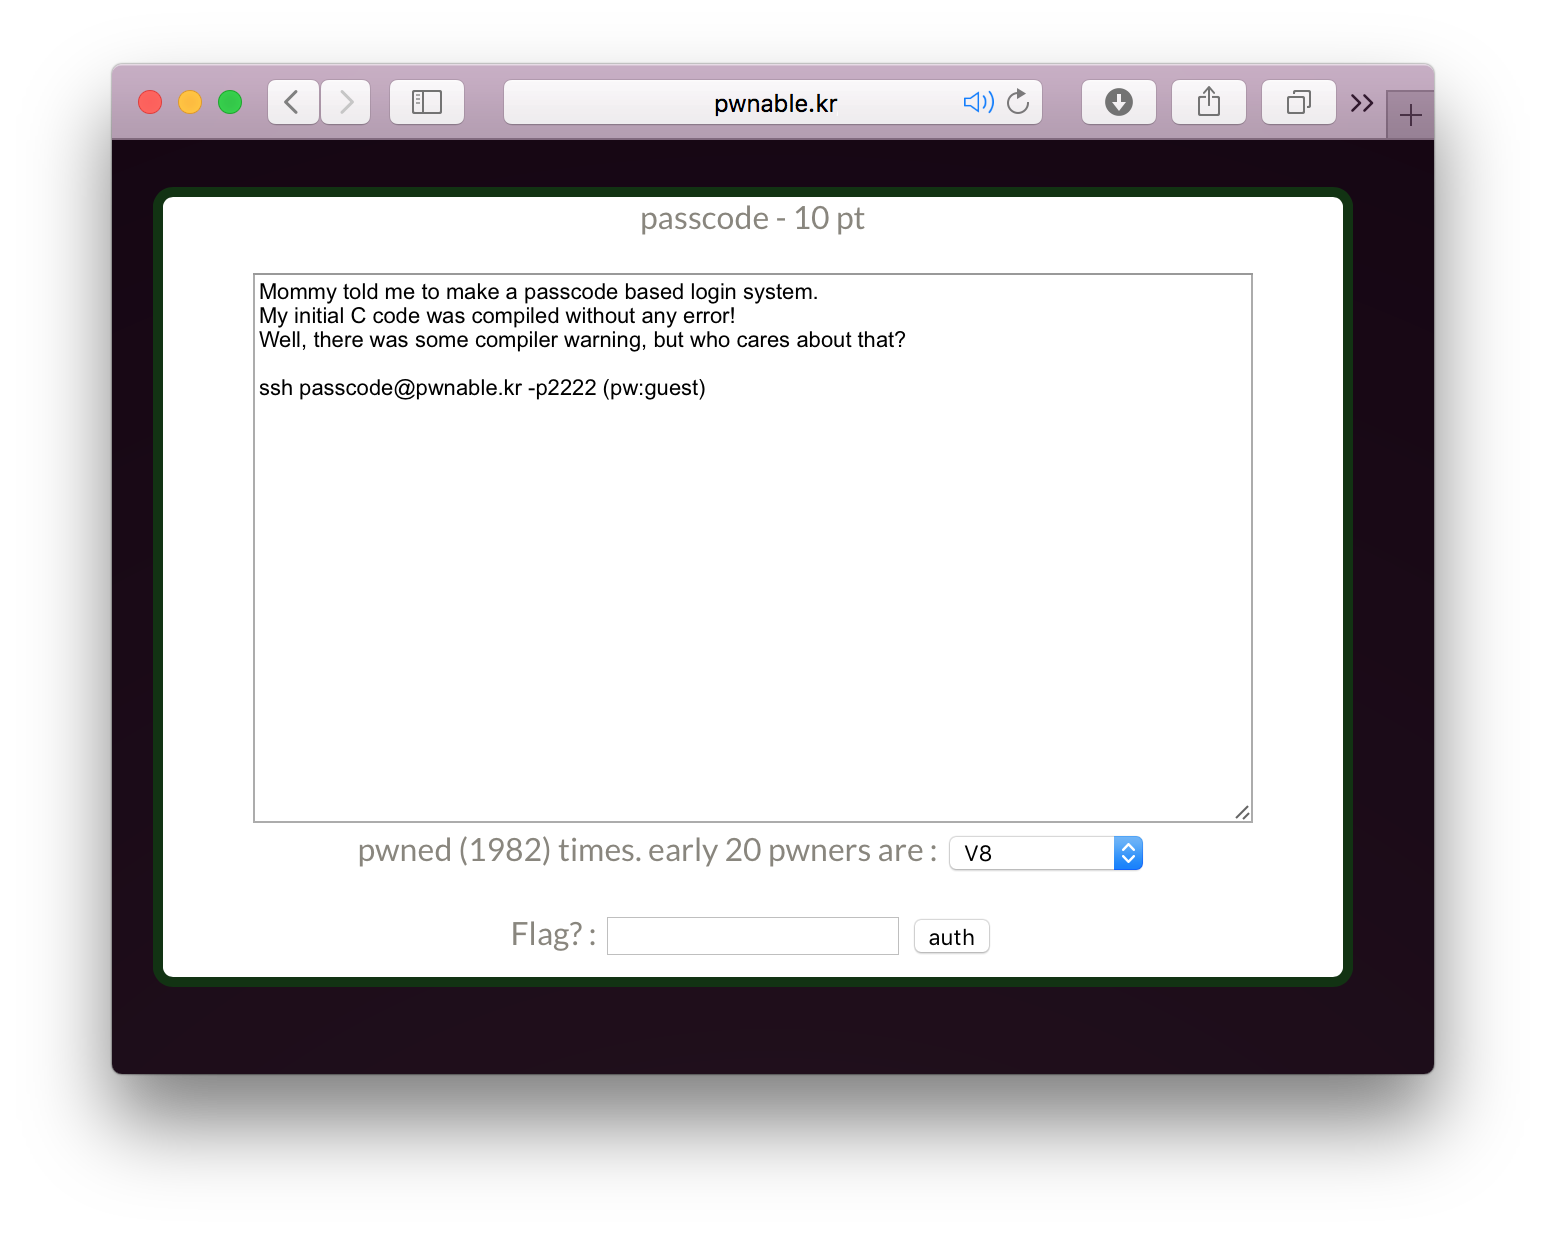 pwnable.kr
passcode - 10 pt
Mommy told me to make a passcode based login system.
My initial C code was compiled without any error!
Well, there was some compiler warning, but who cares about that?
ssh passcode@pwnable.kr -p2222 (pw:guest)
pwned (1982) times. early 20 pwners are : V8
Flag? : auth